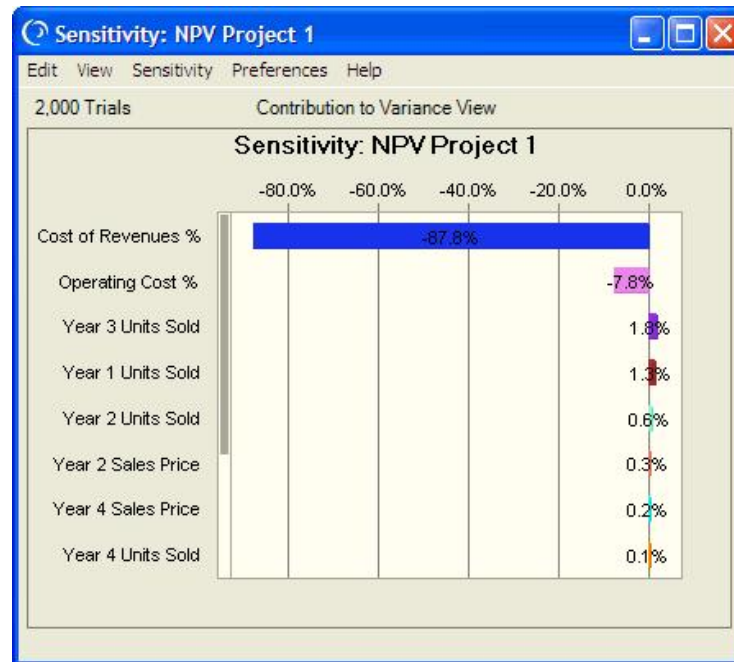 Sensitivity: NPV Project 1
Edit View Sensitivity Preferences Help
2,000 Trials Contribution to Variance View
Sensitivity: NPV Project 1
-80.0% -60.0% -40.0% -20.0% 0.0%
Cost of Revenues % -87.8%
Operating Cost % -7.8%
Year 3 Units Sold 1.8%
Year 1 Units Sold 1.3%
Year 2 Units Sold 0.6%
Year 2 Sales Price 0.3%
Year 4 Sales Price 0.2%
Year 4 Units Sold 0.1%